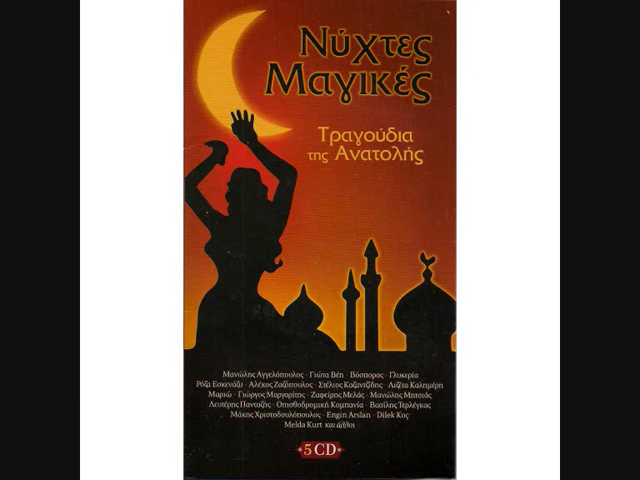 Νύχτες
Μαγικές
Τραγούδια
της Ανατολής
Μανώλης Αγγελόπουλος · Γιώτα Βέη · Βόσπορος · Γλυκερία
Ρόζα Εσκενάζυ · Αλέκος Ζαζόπουλος · Στέλιος Καζαντζίδης · Λιζέτα Καλημέρη
Μαριώ · Γιώργος Μαργαρίτης · Ζαφείρης Μελάς · Μανώλης Μητσιάς
Λευτέρης Πανταζής · Οπισθοδρομική Κομπανία · Βασίλης Τερλέγκας
Μάκης Χριστοδουλόπουλος · Engin Arslan · Dilek Koç
Melda Kurt και άλλοι
5 CD